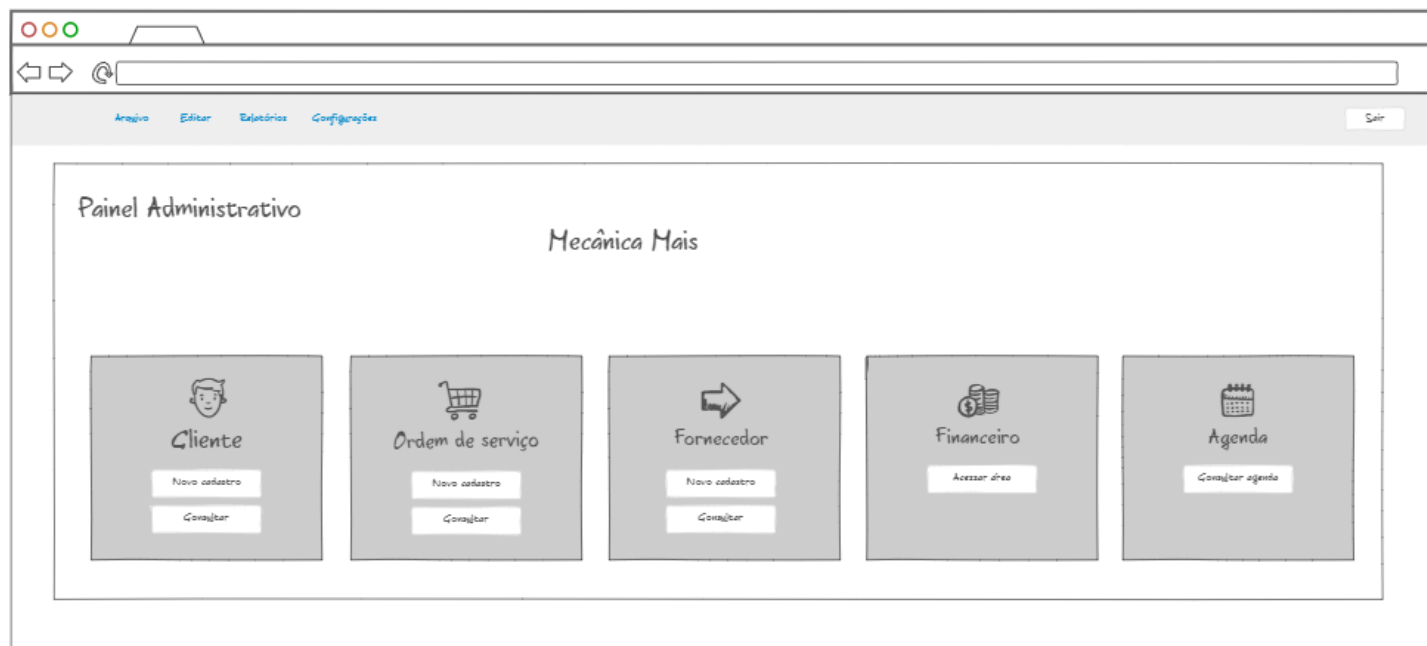 Arquivo Editar Relatórios Configurações Sair
Painel Administrativo
Mecânica Mais
Cliente
Novo cadastro
Consultar
Ordem de serviço
Novo cadastro
Consultar
Fornecedor
Novo cadastro
Consultar
Financeiro
Acessar área
Agenda
Consultar agenda